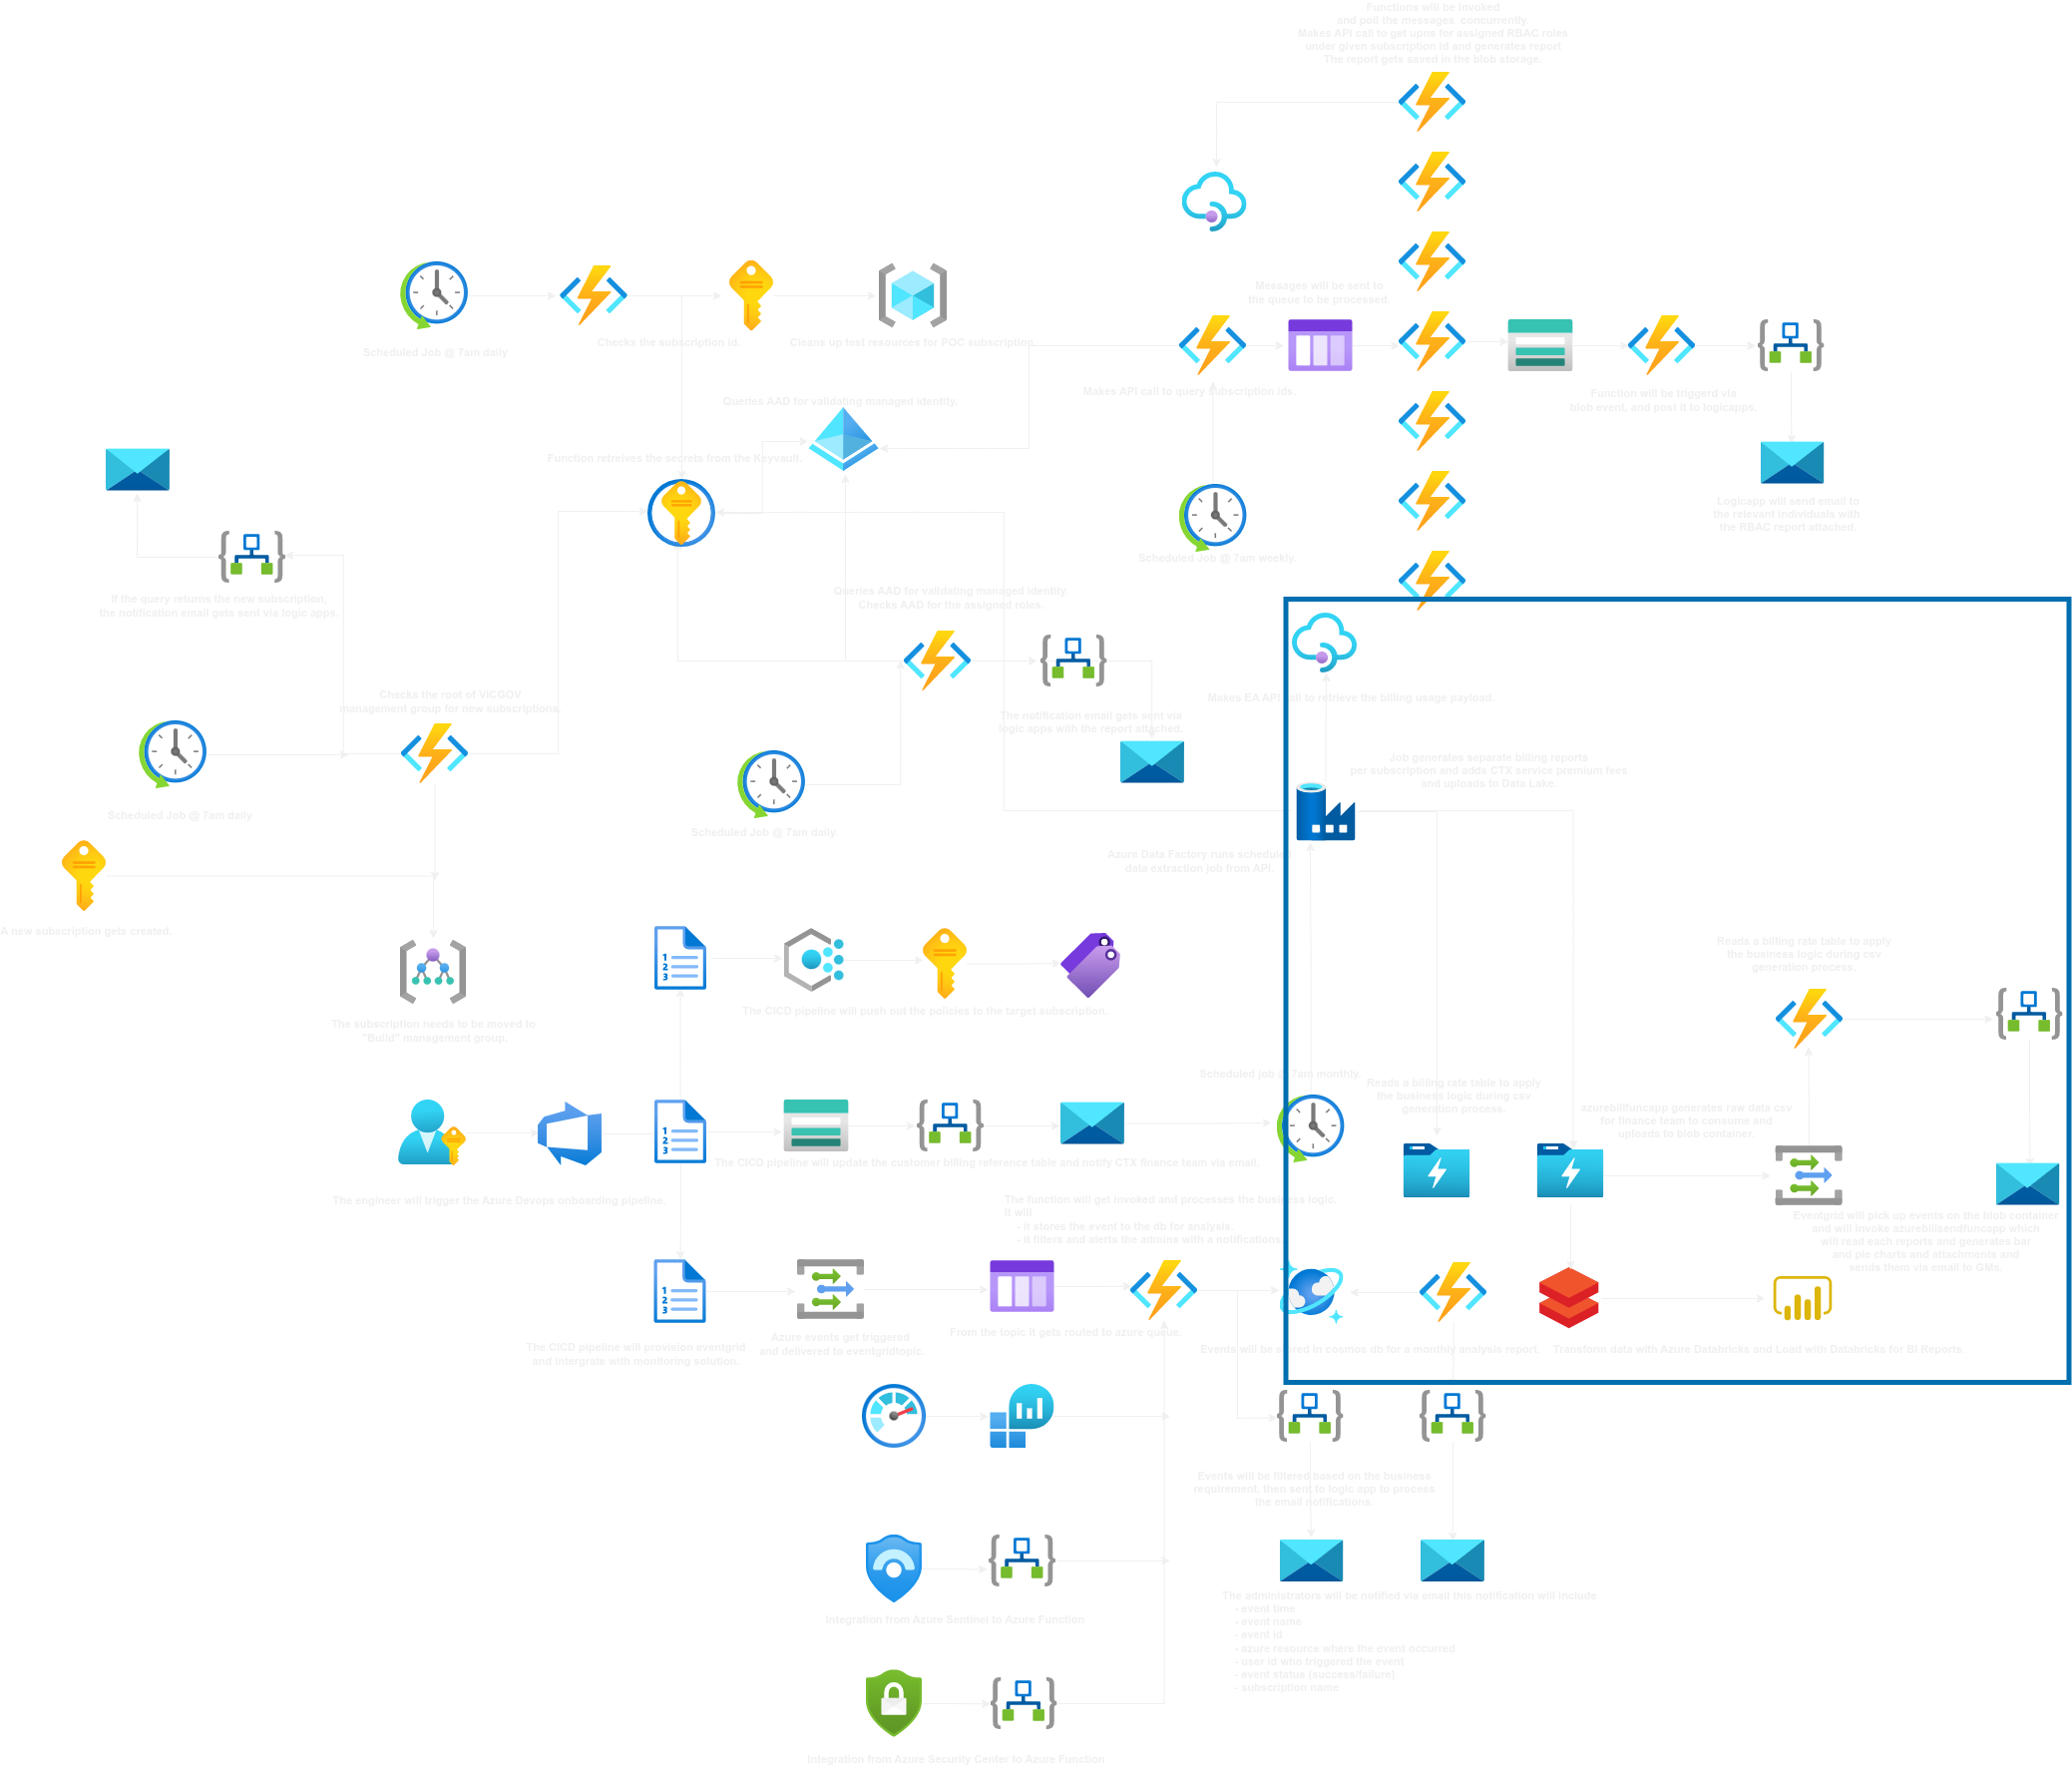 Functions will be invoked
and poll the messages  concurrently.
Makes API call to get upns for assigned RBAC roles
under given subscription id and generates report
The report gets saved in the blob storage.
Messages will be sent to
the queue to be processed.
Scheduled Job @ 7am daily
Checks the subscription id.
Cleans up test resources for POC subscription.
Makes API call to query subscription ids.
Function will be triggerd via
blob event, and post it to logicapps.
Queries AAD for validating managed identity.
Function retreives the secrets from the Keyvault.
Logicapp will send email to
the relevant individuals with
the RBAC report attached.
Scheduled Job @ 7am weekly.
If the query returns the new subscription,
the notification email gets sent via logic apps.
Queries AAD for validating managed identity.
Checks AAD for the assigned roles.
Checks the root of VICGOV
management group for new subscriptions.
Makes EA API call to retrieve the billing usage payload.
The notification email gets sent via
logic apps with the report attached.
Job generates separate billing reports
per subscription and adds CTX service premium fees
and uploads to Data Lake.
Scheduled Job @ 7am daily
Scheduled Job @ 7am daily.
Azure Data Factory runs scheduled
data extraction job from API.
A new subscription gets created.
Reads a billing rate table to apply
the business logic during csv
generation process.
1
2
3
The CICD pipeline will push out the policies to the target subscription.
The subscription needs to be moved to
"Build" management group.
Scheduled job @ 7am monthly.
Reads a billing rate table to apply
the business logic during csv
generation process.
azurebillfuncapp generates raw data csv
for finance team to consume and
uploads to blob container.
1
2
3
The CICD pipeline will update the customer billing reference table and notify CTX finance team via email.
The engineer will trigger the Azure Devops onboarding pipeline.
The function will get invoked and processes the business logic.
it will
- it stores the event to the db for analysis.
- it filters and alerts the admins with a notifications
Eventgrid will pick up events on the blob container
and will invoke azurebillsendfuncapp which
will read each reports and generates bar
and pie charts and attachments and
sends them via email to GMs.
1
2
3
The CICD pipeline will provision eventgrid
and intergrate with monitoring solution.
Azure events get triggered
and delivered to eventgridtopic.
From the topic it gets routed to azure queue.
Events will be stored in cosmos db for a monthly analysis report.
Transform data with Azure Databricks and Load with Databricks for BI Reports.
Events will be filtered based on the business
requirement, then sent to logic app to process
the email notifications.
Integration from Azure Sentinel to Azure Function
The administrators will be notified via email this notification will include
- event time
- event name
- event id
- azure resource where the event occurred
- user id who triggered the event
- event status (success/failure)
- subscription name
Integration from Azure Security Center to Azure Function